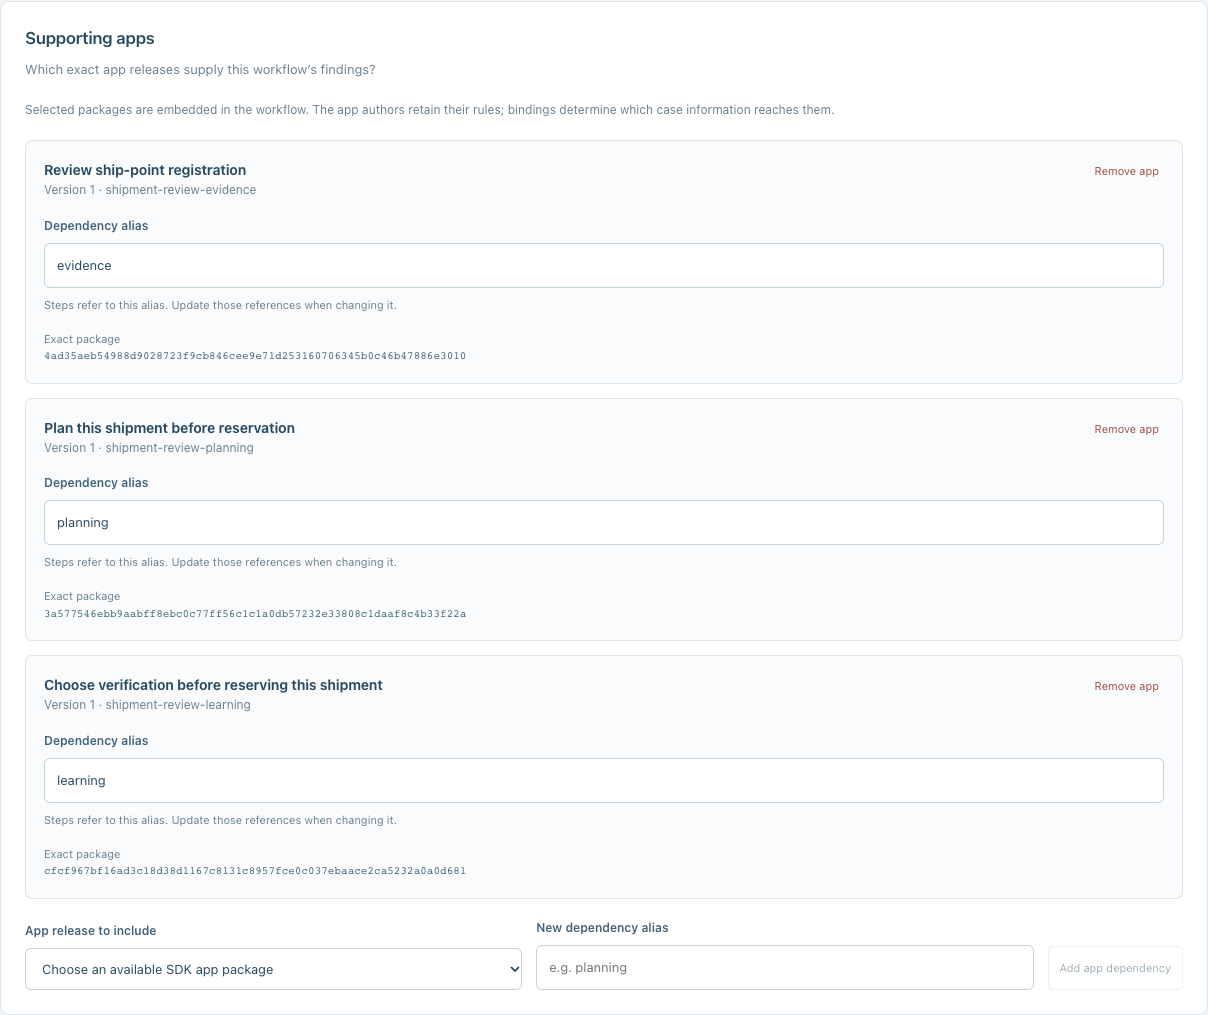 Supporting apps
Which exact app releases supply this workflow's findings?
Selected packages are embedded in the workflow. The app authors retain their rules; bindings determine which case information reaches them.
Review ship-point registration
Remove app
Version 1 · shipment-review-evidence
Dependency alias
evidence
Steps refer to this alias. Update those references when changing it.
Exact package
4ad35aeb54988d9028723f9cb846cee9e71d253160706345b0c46b47886e3010
Plan this shipment before reservation
Remove app
Version 1 · shipment-review-planning
Dependency alias
planning
Steps refer to this alias. Update those references when changing it.
Exact package
3a577546ebb9aabff8ebc0c77ff56c1c1a0db57232e33808c1daaf8c4b33f22a
Choose verification before reserving this shipment
Remove app
Version 1 · shipment-review-learning
Dependency alias
learning
Steps refer to this alias. Update those references when changing it.
Exact package
cfcf967bf16ad3c18d38d1167c8131c8957fce0c037ebaace2ca5232a0a0d681
App release to include
New dependency alias
Choose an available SDK app package
e.g. planning
Add app dependency